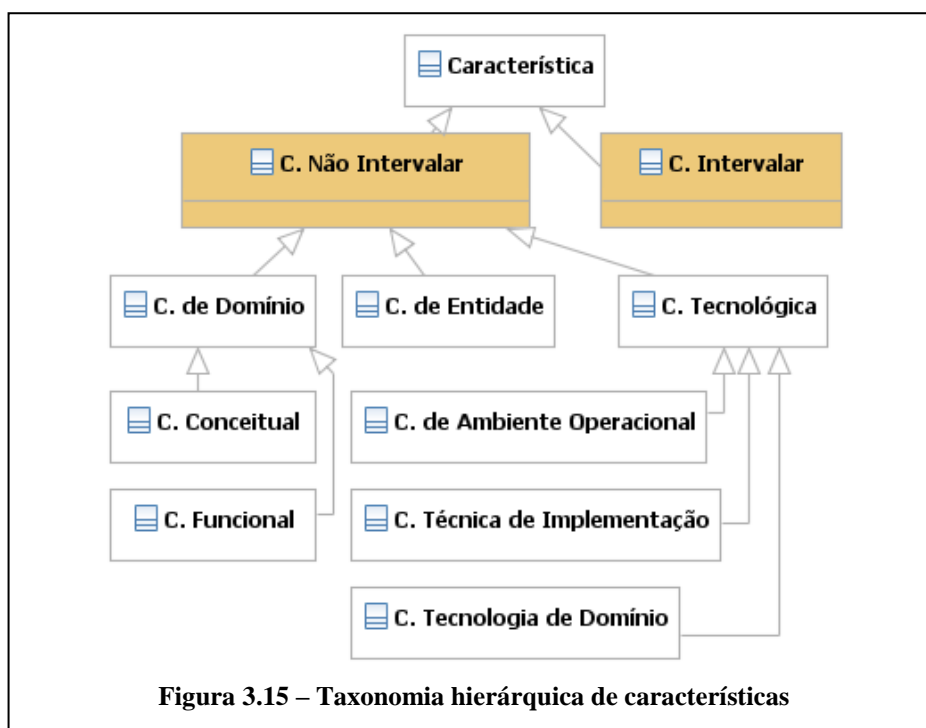 Característica
C. Não Intervalar
C. Intervalar
C. de Domínio
C. de Entidade
C. Tecnológica
C. Conceitual
C. de Ambiente Operacional
C. Funcional
C. Técnica de Implementação
C. Tecnologia de Domínio
Figura 3.15 – Taxonomia hierárquica de características